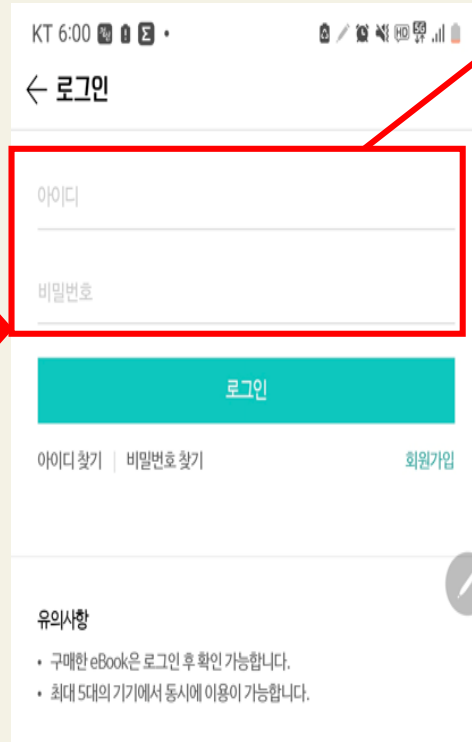 KT 6:00
HD 5G
← 로그인
아이디
비밀번호
로그인
아이디 찾기 | 비밀번호 찾기 회원가입
유의사항
• 구매한 eBook은 로그인 후 확인 가능합니다.
• 최대 5대의 기기에서 동시에 이용이 가능합니다.